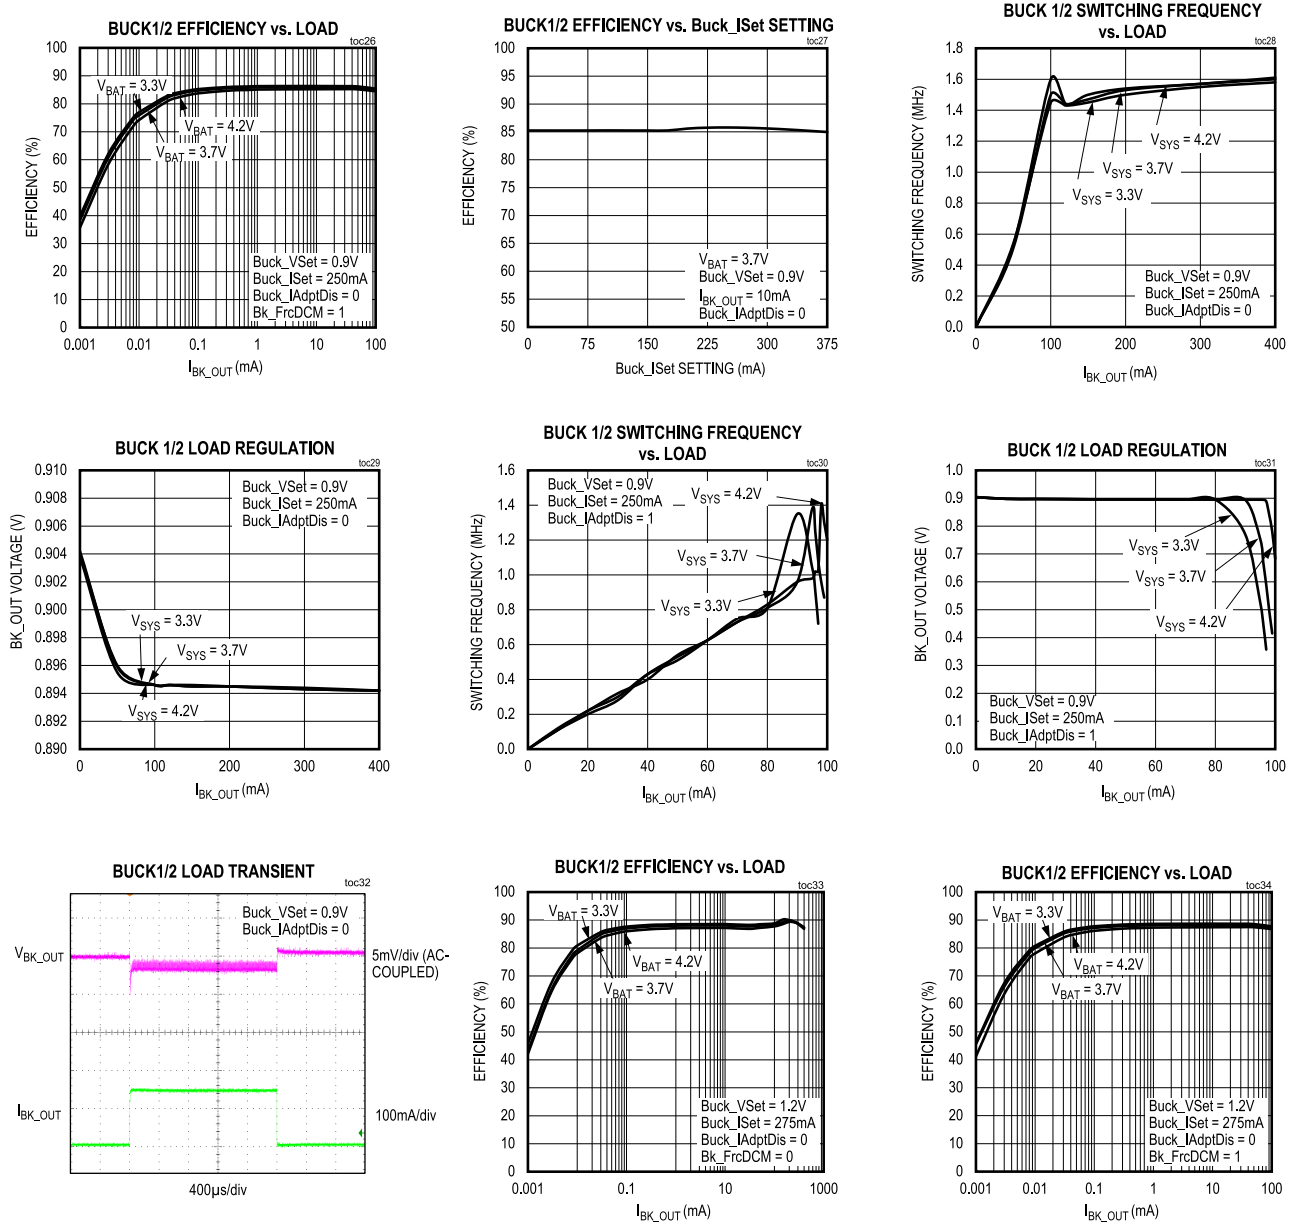 BUCK1/2 EFFICIENCY vs. LOAD
toc26
100
90
80
70
60
50
40
30
20
10
0
EFFICIENCY (%)
VBAT = 3.3V
VBAT = 4.2V
VBAT = 3.7V
Buck_VSet = 0.9V
Buck_ISet = 250mA
Buck_IAdptDis = 0
Bk_FrcDCM = 1
0.001 0.01 0.1 1 10 100
IBK_OUT (mA)
BUCK1/2 EFFICIENCY vs. Buck_ISet SETTING
toc27
100
95
90
85
80
75
70
65
60
55
50
EFFICIENCY (%)
VBAT = 3.7V
Buck_VSet = 0.9V
IBK_OUT = 10mA
Buck_IAdptDis = 0
0 75 150 225 300 375
Buck_ISet SETTING (mA)
BUCK 1/2 SWITCHING FREQUENCY
vs. LOAD
toc28
1.8
1.6
1.4
1.2
1.0
0.8
0.6
0.4
0.2
0.0
SWITCHING FREQUENCY (MHz)
VSYS = 4.2V
VSYS = 3.7V
VSYS = 3.3V
Buck_VSet = 0.9V
Buck_ISet = 250mA
Buck_IAdptDis = 0
0 100 200 300 400
IBK_OUT (mA)
BUCK 1/2 LOAD REGULATION
toc29
0.910
0.908
0.906
0.904
0.902
0.900
0.898
0.896
0.894
0.892
0.890
BK_OUT VOLTAGE (V)
Buck_VSet = 0.9V
Buck_ISet = 250mA
Buck_IAdptDis = 0
VSYS = 3.3V
VSYS = 3.7V
VSYS = 4.2V
0 100 200 300 400
IBK_OUT (mA)
BUCK 1/2 SWITCHING FREQUENCY
vs. LOAD
toc30
1.6
1.4
1.2
1.0
0.8
0.6
0.4
0.2
0.0
SWITCHING FREQUENCY (MHz)
Buck_VSet = 0.9V
Buck_ISet = 250mA
Buck_IAdptDis = 1
VSYS = 4.2V
VSYS = 3.7V
VSYS = 3.3V
0 20 40 60 80 100
IBK_OUT (mA)
BUCK 1/2 LOAD REGULATION
toc31
1.0
0.9
0.8
0.7
0.6
0.5
0.4
0.3
0.2
0.1
0.0
BK_OUT VOLTAGE (V)
VSYS = 3.3V
VSYS = 3.7V
VSYS = 4.2V
Buck_VSet = 0.9V
Buck_ISet = 250mA
Buck_IAdptDis = 1
0 20 40 60 80 100
IBK_OUT (mA)
BUCK1/2 LOAD TRANSIENT
toc32
Buck_VSet = 0.9V
Buck_IAdptDis = 0
VBK_OUT
5mV/div (AC-
COUPLED)
IBK_OUT
100mA/div
400µs/div
BUCK1/2 EFFICIENCY vs. LOAD
toc33
100
90
80
70
60
50
40
30
20
10
0
EFFICIENCY (%)
VBAT = 3.3V
VBAT = 4.2V
VBAT = 3.7V
Buck_VSet = 1.2V
Buck_ISet = 275mA
Buck_IAdptDis = 0
Bk_FrcDCM = 0
0.001 0.1 10 1000
IBK_OUT (mA)
BUCK1/2 EFFICIENCY vs. LOAD
toc34
100
90
80
70
60
50
40
30
20
10
0
EFFICIENCY (%)
VBAT = 3.3V
VBAT = 4.2V
VBAT = 3.7V
Buck_VSet = 1.2V
Buck_ISet = 275mA
Buck_IAdptDis = 0
Bk_FrcDCM = 1
0.001 0.01 0.1 1 10 100
IBK_OUT (mA)